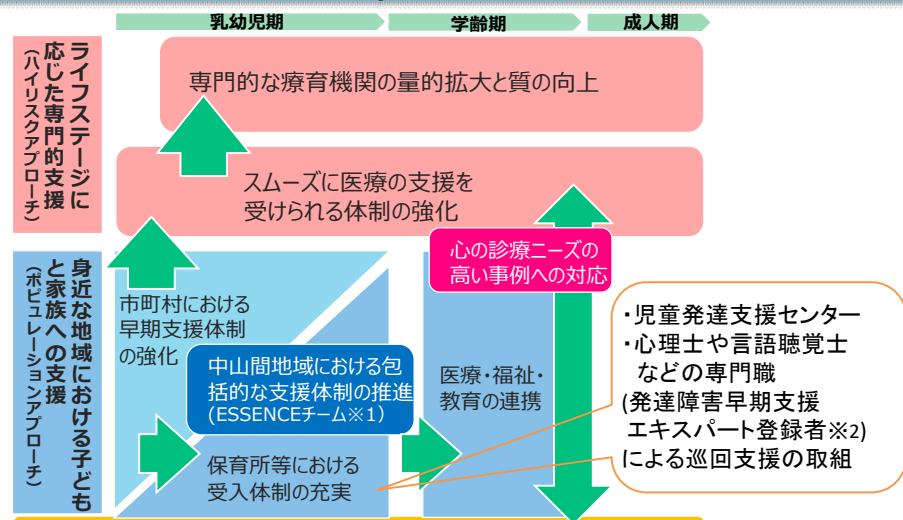 乳幼児期
学齢期
成人期
ライフステージに
応じた専門的支援
（ハイリスクアプローチ）
専門的な療育機関の量的拡大と質の向上
スムーズに医療の支援を
受けられる体制の強化
心の診療ニーズの
高い事例への対応
身近な地域における子ども
と家族への支援
（ポピュレーションアプローチ）
市町村における
早期支援体制
の強化
中山間地域における包
括的な支援体制の推進
(ESSENCEチーム※1)
保育所等における
受入体制の充実
医療・福祉・
教育の連携
・児童発達支援センター
・心理士や言語聴覚士
などの専門職
(発達障害早期支援
エキスパート登録者※2)
による巡回支援の取組